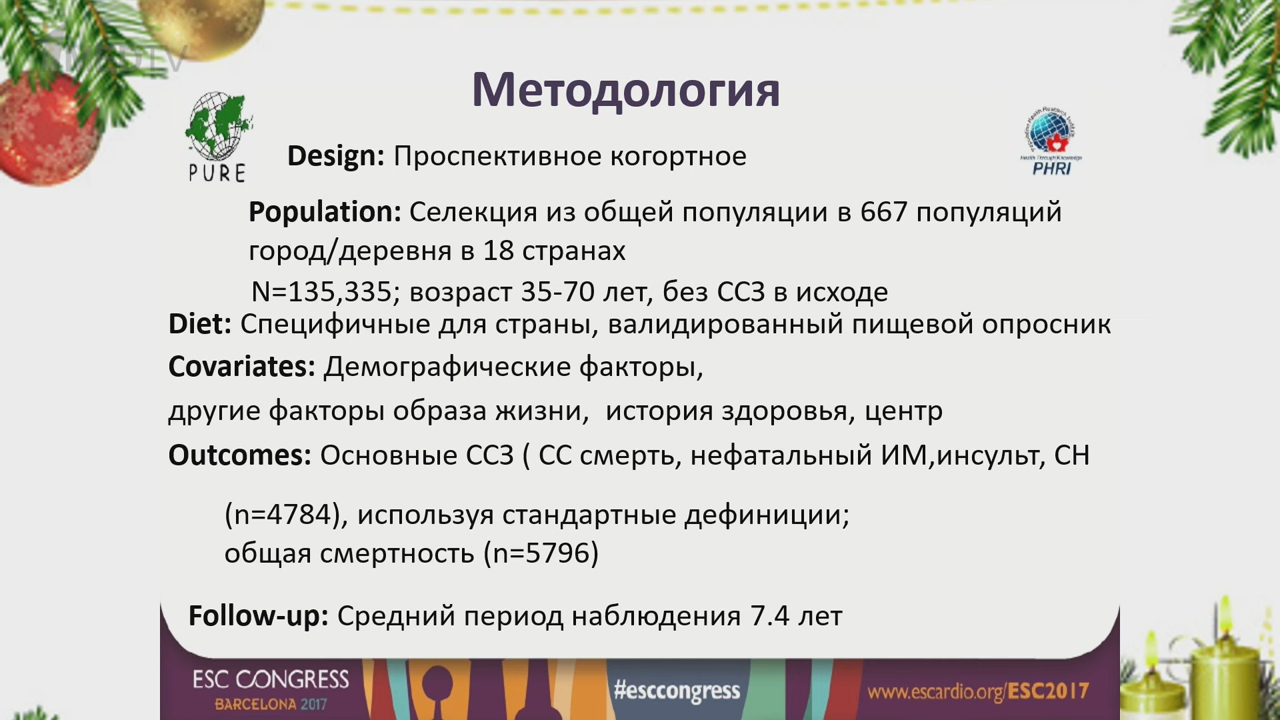 Методология
PURE
Design: Проспективное когортное
PHRI
Population: Селекция из общей популяции в 667 популяций
город/деревня в 18 странах
N=135,335; возраст 35-70 лет, без ССЗ в исходе
Diet: Специфичные для страны, валидированный пищевой опросник
Covariates: Демографические факторы,
другие факторы образа жизни, история здоровья, центр
Outcomes: Основные ССЗ ( СС смерть, нефатальный ИМ,инсульт, СН
(n=4784), используя стандартные дефиниции;
общая смертность (n=5796)
Follow-up: Средний период наблюдения 7.4 лет
ESC CONGRESS
BARCELONA 2017
#esccongress
www.escardio.org/ESC2017